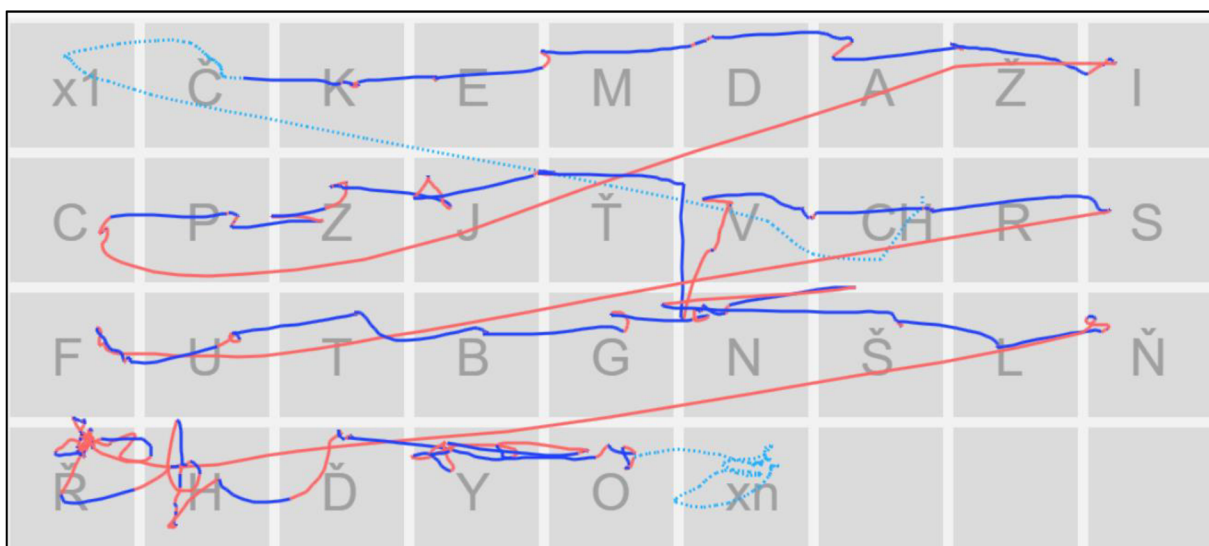 x1 Č K E M D A Ž I
C P Z J Ť V CH R S
F U T B G N Š L Ň
Ř H Ď Y O xn